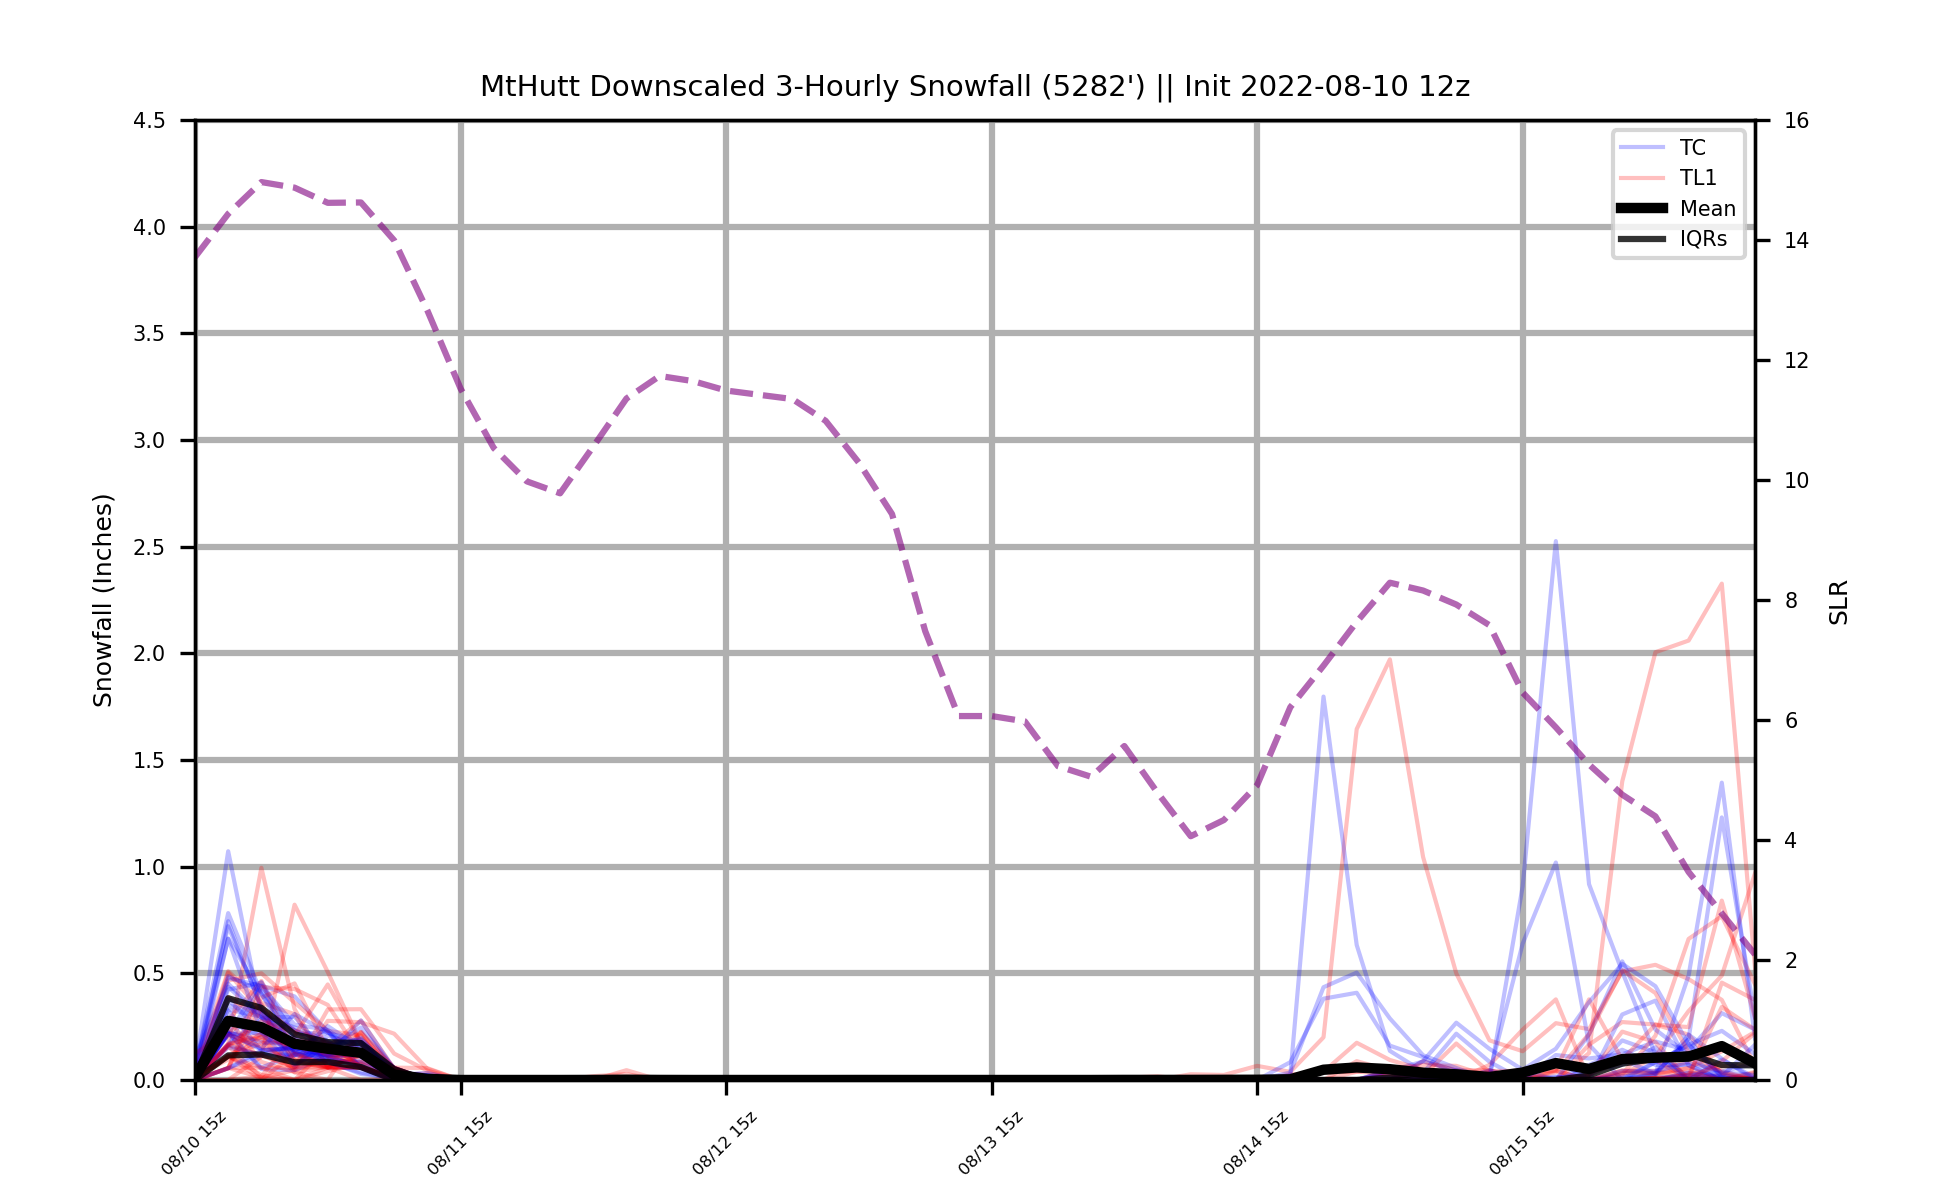 MtHutt Downscaled 3-Hourly Snowfall (5282') || Init 2022-08-10 12z
4.5
4.0
3.5
3.0
2.5
2.0
1.5
1.0
0.5
0.0
Snowfall (Inches)
16
14
12
10
8
6
4
2
0
SLR
TC
TL1
Mean
IQRs
08/10 15z
08/11 15z
08/12 15z
08/13 15z
08/14 15z
08/15 15z